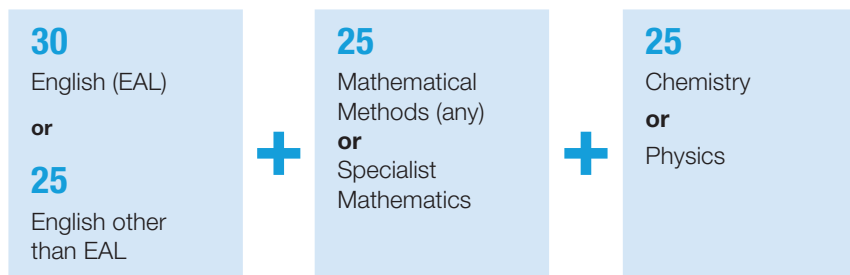 30
English (EAL)
or
25
English other
than EAL
+
25
Mathematical
Methods (any)
or
Specialist
Mathematics
+
25
Chemistry
or
Physics